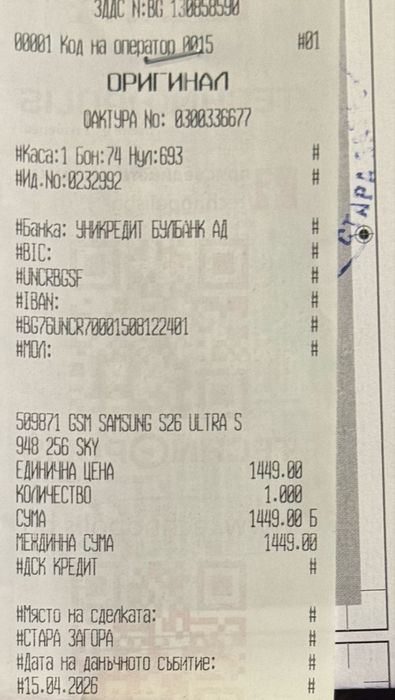 ЗДДС N:BG 130858590
00001 Код на оператор 0015 #01
ОРИГИНАЛ
ФАКТУРА No: 0300336677
#Каса:1 Бон:74 Нул:693 #
#Ид.No:0232992 #
#Банка: УНИКРЕДИТ БУЛБАНК АД #
#BIC: #
#UNCRBGSF #
#IBAN: #
#BG76UNCR70001508122401 #
#МОЛ: #
509871 GSM SAMSUNG S26 ULTRA S
948 256 SKY
ЕДИНИЧНА ЦЕНА 1449.00
КОЛИЧЕСТВО 1.000
СУМА 1449.00 Б
МЕЖДИННА СУМА 1449.00
#ДСК КРЕДИТ #
#Място на сделката: #
#СТАРА ЗАГОРА #
#Дата на данъчното събитие: #
#15.04.2026 #
СТАРА